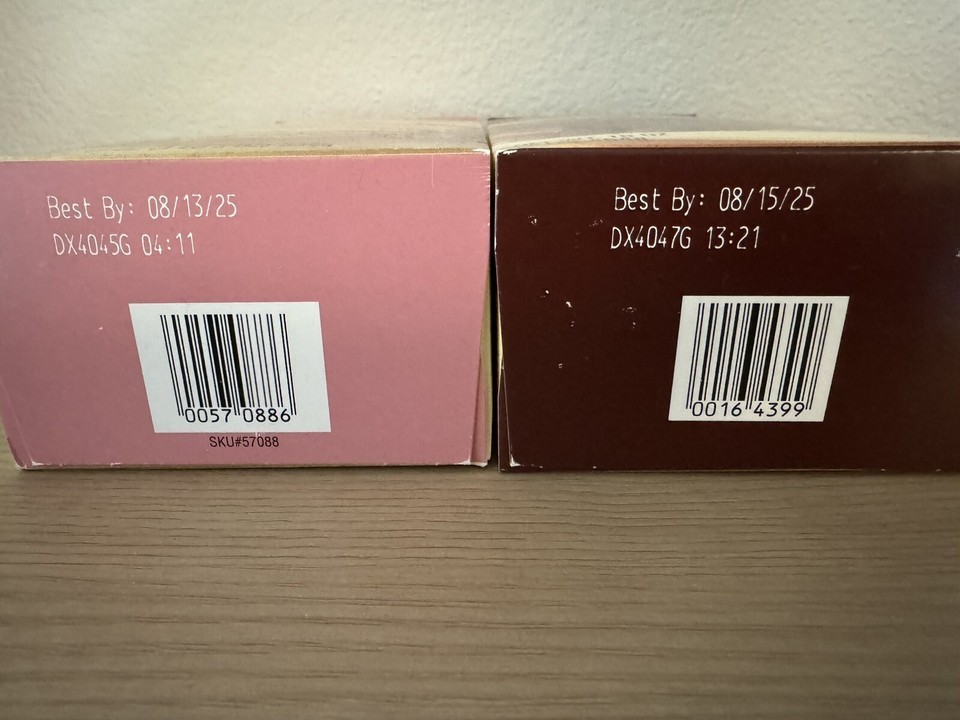 Best By: 08/13/25
DX4045G 04:11
0057 0886
SKU#57088
Best By: 08/15/25
DX4047G 13:21
0016 4399